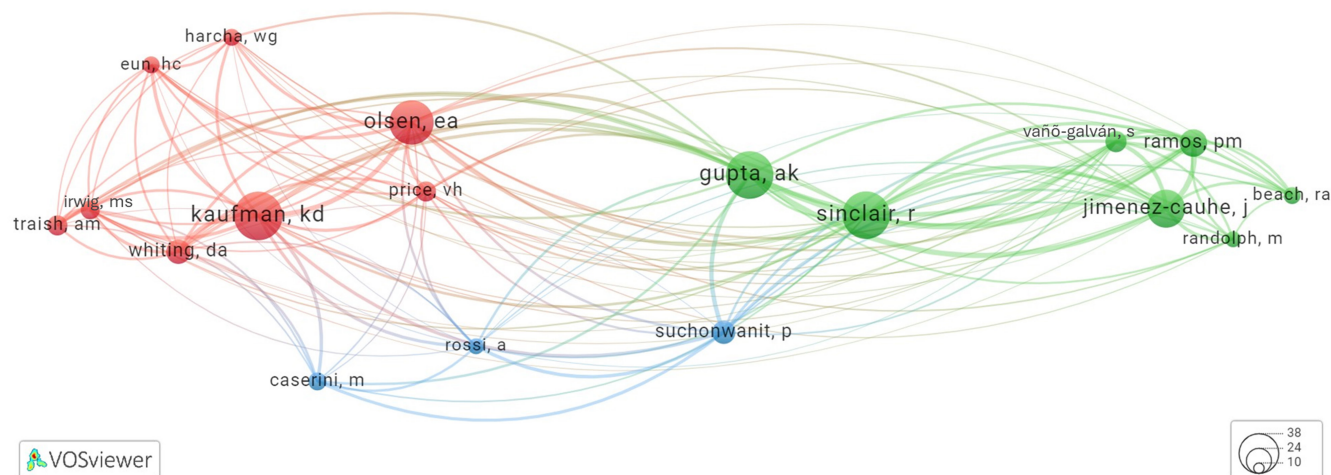 harcha, wg
eun, hc
olsen, ea
vañō-galván, s
ramos, pm
gupta, ak
price, vh
beach, ra
irwig, ms
kaufman, kd
sinclair, r
jimenez-cauhe, j
traish, am
randolph, m
whiting, da
suchonwanit, p
rossi, a
caserini, m
VOSviewer
38
24
10